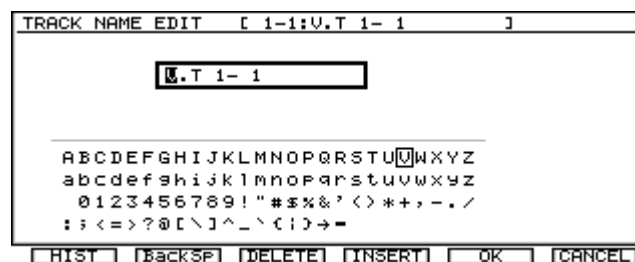 TRACK NAME EDIT [ 1-1:V.T 1- 1 ]
V.T 1- 1
ABCDEFGHIJKLMNOPQRSTUVWXYZ
abcdefghijklmnopqrstuvwxyz
0123456789!"#$%&'()*+,-./
:;<=>?@[\]^_`{|}→=
HIST BackSP DELETE INSERT OK CANCEL